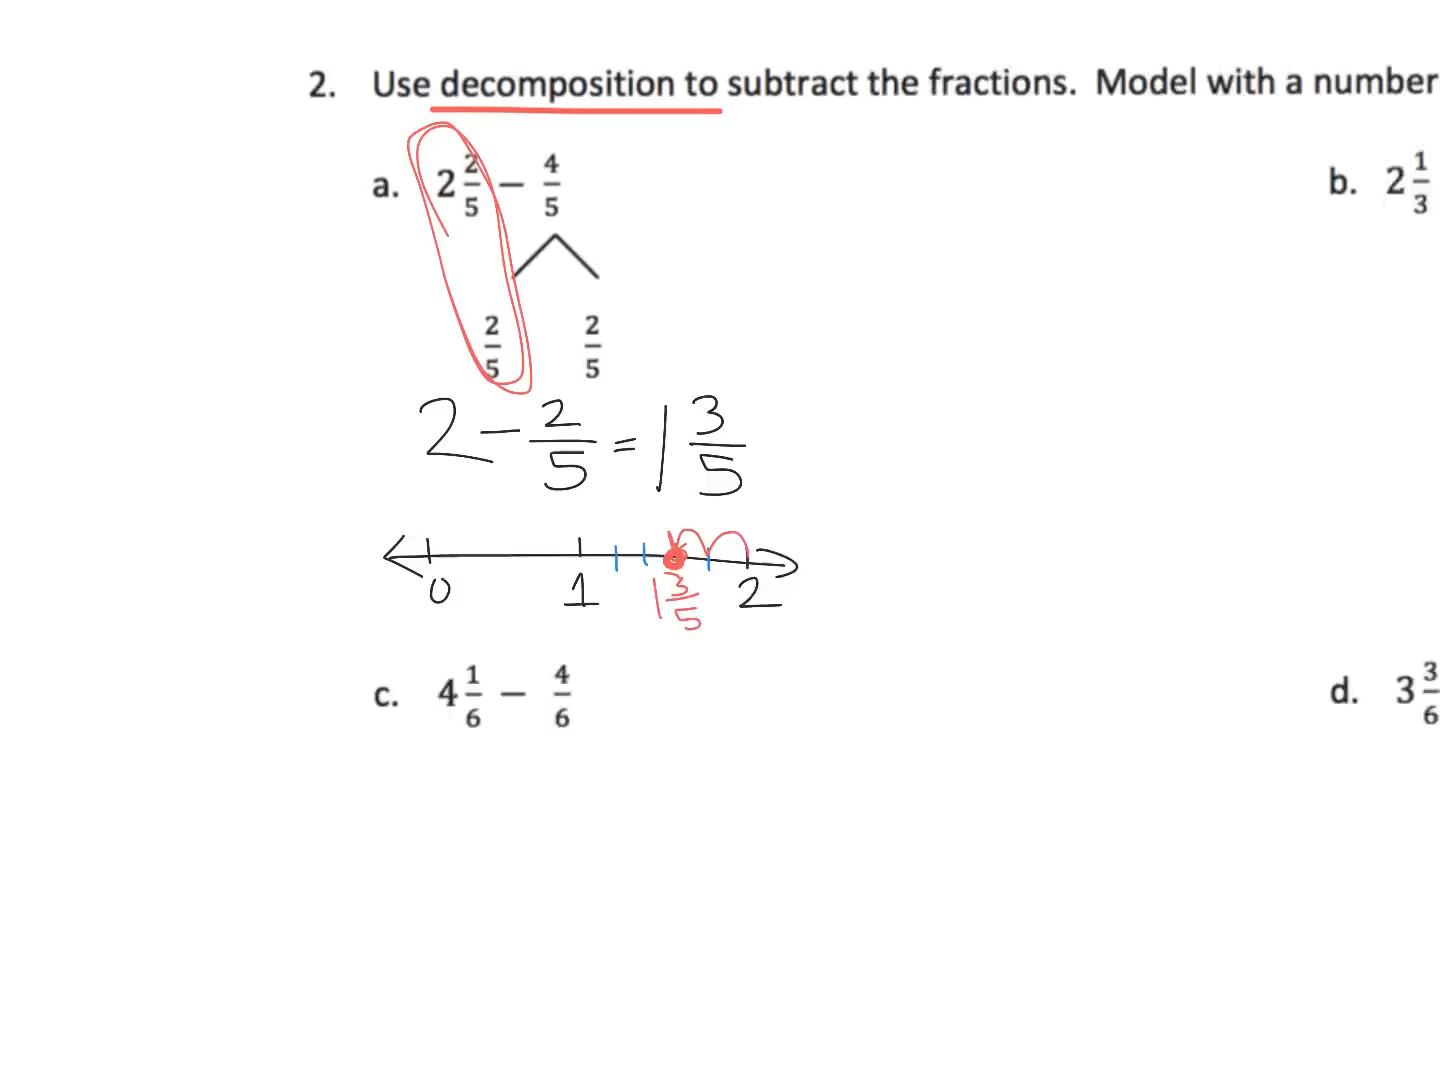 2. Use decomposition to subtract the fractions. Model with a number
a. 2 2/5 − 4/5
b. 2 1/3
2/5 2/5
2 − 2/5 = 1 3/5
0 1 1 3/5 2
c. 4 1/6 − 4/6
d. 3 3/6